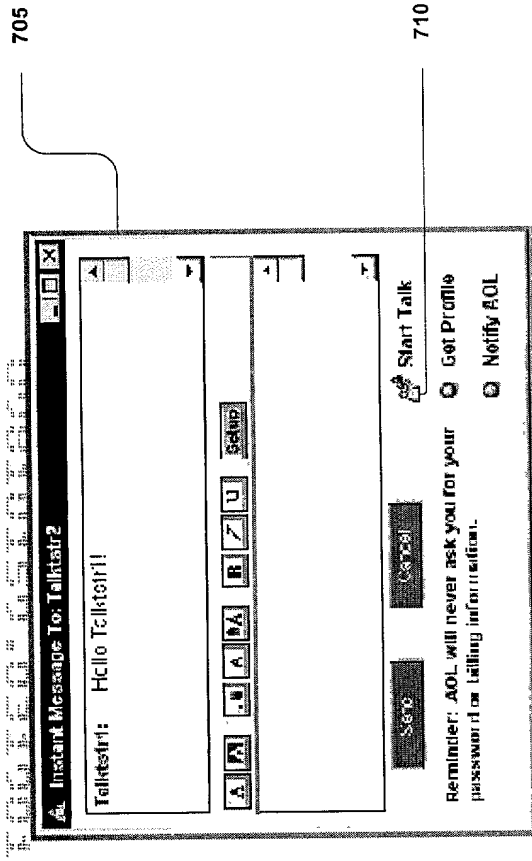 705
Instant Message To: Talktstr2
Talktstr1: Hello Talktstr1!
Setup
Send
Cancel
Start Talk
710
Get Profile
Notify AOL
Reminder: AOL will never ask you for your
password or billing information.